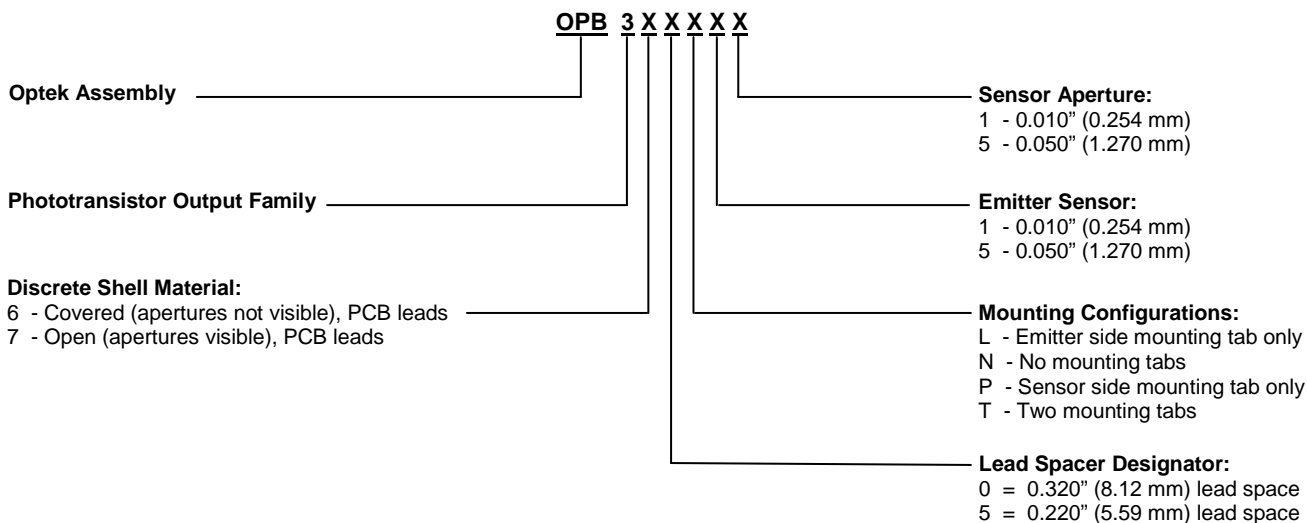 OPB 3 X X X X X
Optek Assembly
Phototransistor Output Family
Discrete Shell Material:
6 - Covered (apertures not visible), PCB leads
7 - Open (apertures visible), PCB leads
Sensor Aperture:
1 - 0.010” (0.254 mm)
5 - 0.050” (1.270 mm)
Emitter Sensor:
1 - 0.010” (0.254 mm)
5 - 0.050” (1.270 mm)
Mounting Configurations:
L - Emitter side mounting tab only
N - No mounting tabs
P - Sensor side mounting tab only
T - Two mounting tabs
Lead Spacer Designator:
0 = 0.320” (8.12 mm) lead space
5 = 0.220” (5.59 mm) lead space